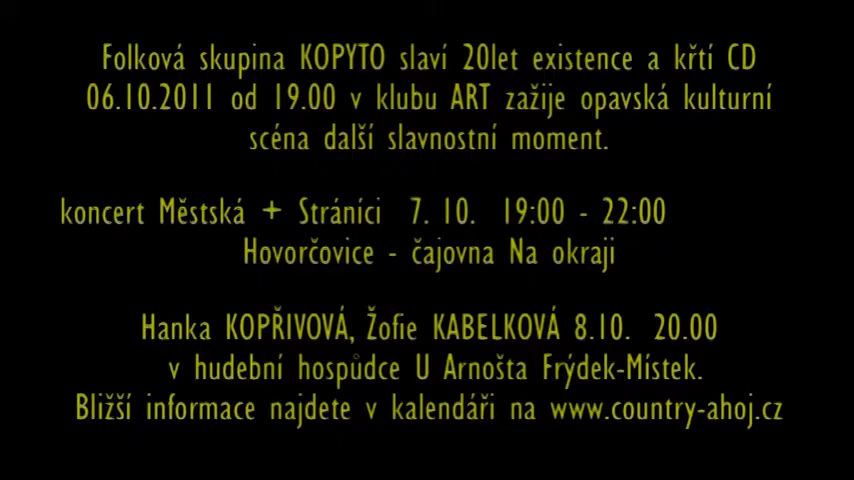 Folková skupina KOPYTO slaví 20let existence a křtí CD
06.10.2011 od 19.00 v klubu ART zažije opavská kulturní
scéna další slavnostní moment.
koncert Městská + Stráníci 7. 10. 19:00 - 22:00
Hovorčovice - čajovna Na okraji
Hanka KOPŘIVOVÁ, Žofie KABELKOVÁ 8.10. 20.00
v hudební hospůdce U Arnošta Frýdek-Místek.
Bližší informace najdete v kalendáři na www.country-ahoj.cz